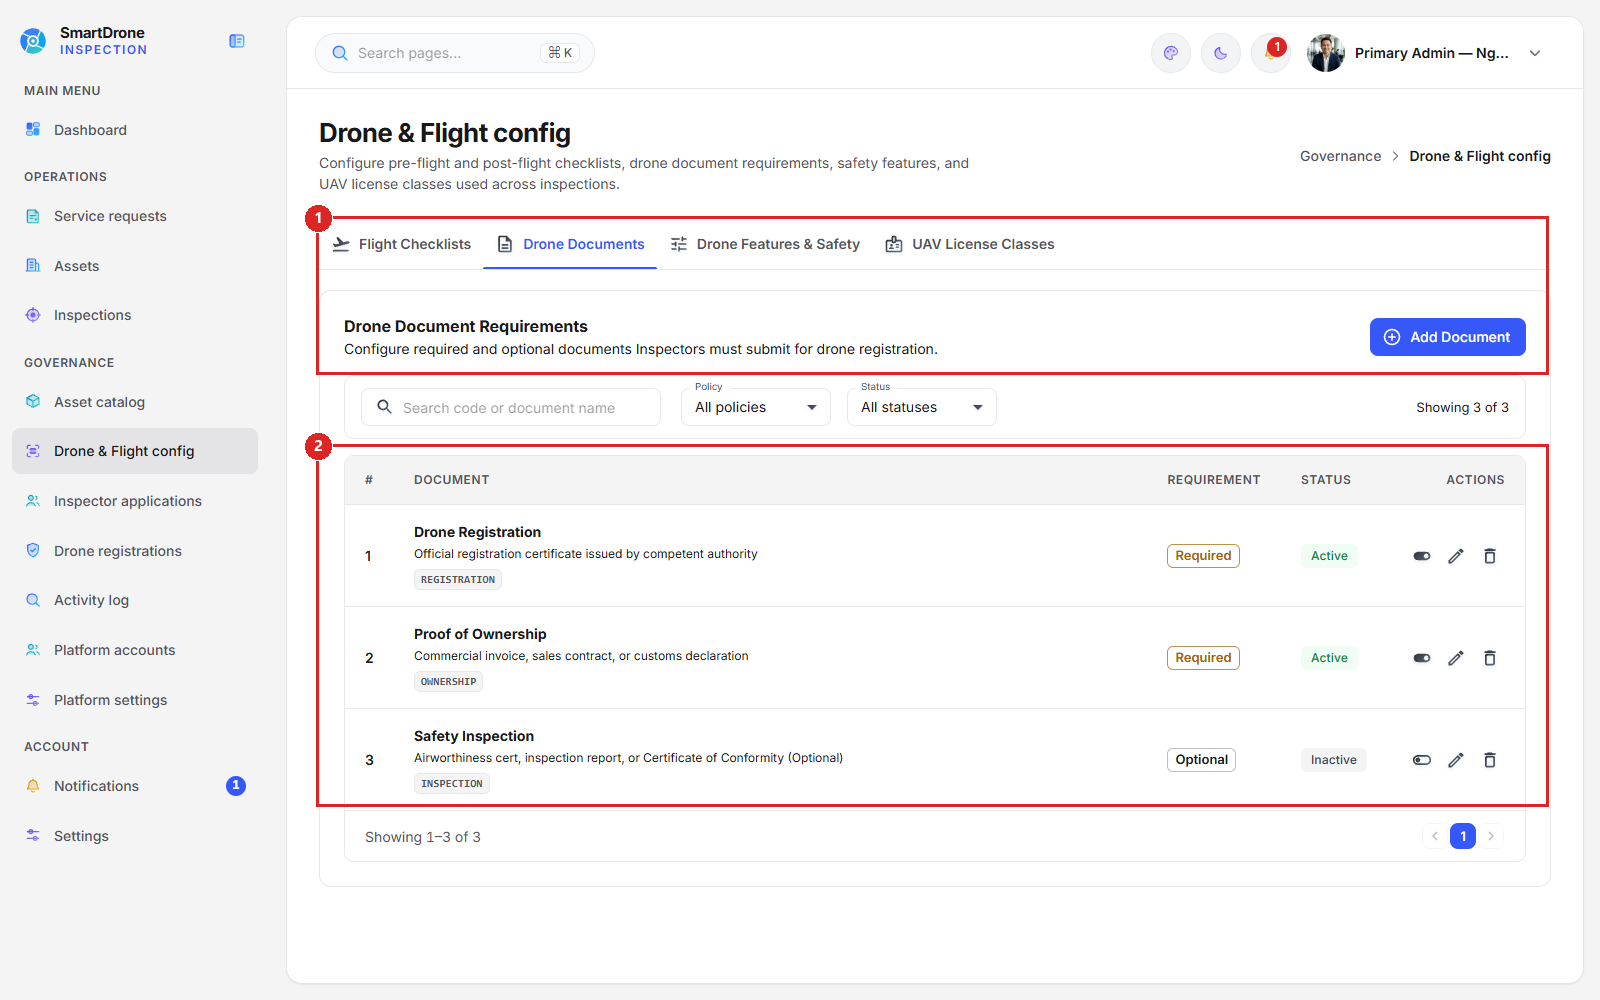 SmartDrone
INSPECTION
MAIN MENU
Dashboard
OPERATIONS
Service requests
Assets
Inspections
GOVERNANCE
Asset catalog
Drone & Flight config
Inspector applications
Drone registrations
Activity log
Platform accounts
Platform settings
ACCOUNT
Notifications 1
Settings
Search pages... ⌘ K
1
Primary Admin — Ng...
Drone & Flight config
Configure pre-flight and post-flight checklists, drone document requirements, safety features, and
UAV license classes used across inspections.
Governance > Drone & Flight config
1
Flight Checklists Drone Documents Drone Features & Safety UAV License Classes
Drone Document Requirements
Configure required and optional documents Inspectors must submit for drone registration.
Add Document
Search code or document name
Policy
All policies
Status
All statuses
Showing 3 of 3
2
# DOCUMENT REQUIREMENT STATUS ACTIONS
1
Drone Registration
Official registration certificate issued by competent authority
REGISTRATION
Required Active
2
Proof of Ownership
Commercial invoice, sales contract, or customs declaration
OWNERSHIP
Required Active
3
Safety Inspection
Airworthiness cert, inspection report, or Certificate of Conformity (Optional)
INSPECTION
Optional Inactive
Showing 1–3 of 3
< 1 >